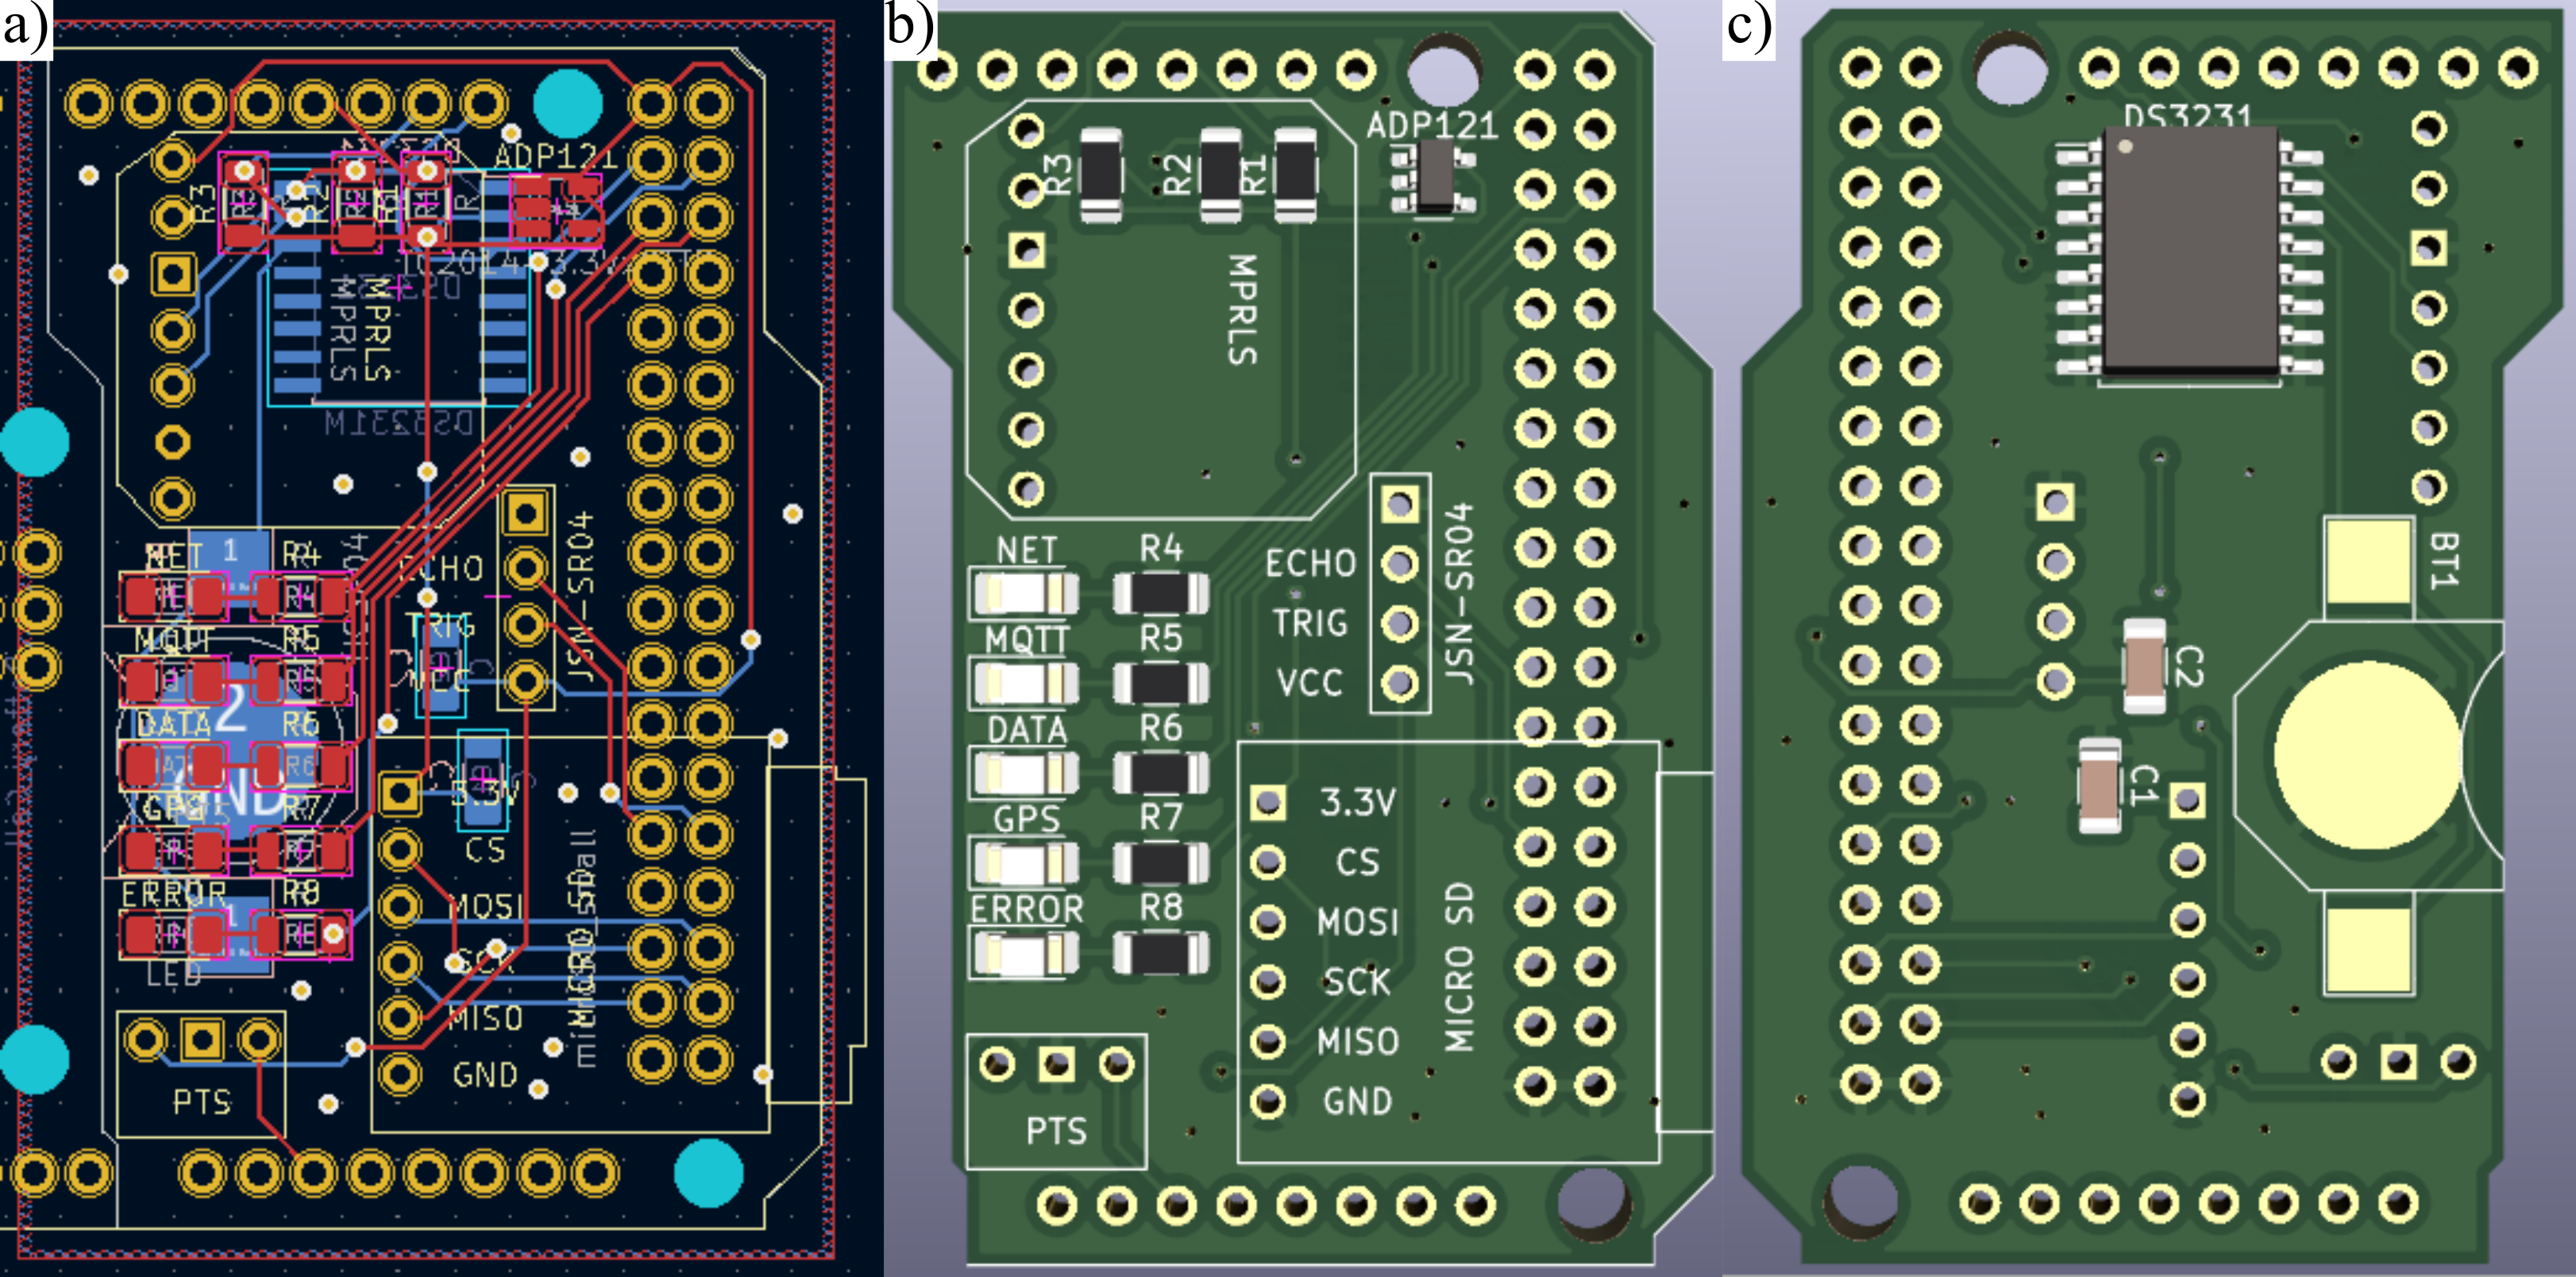 a)
ADP121
R3
R2
R1
MPRLS
MPRLS
DS3231M
1
NET
R4
ECHO
JSN-SR04
TRIG
VCC
MQTT
R5
2
DATA
R6
GND
3.3V
GPS
R7
CS
ERROR
R8
MOSI
LED
SCK
MISO
GND
PTS
b)
ADP121
R3
R2
R1
MPRLS
NET
R4
ECHO
JSN-SR04
MQTT
R5
TRIG
VCC
DATA
R6
3.3V
GPS
R7
CS
ERROR
R8
MOSI
MICRO SD
SCK
MISO
GND
PTS
c)
DS3231
BT1
C2
C1